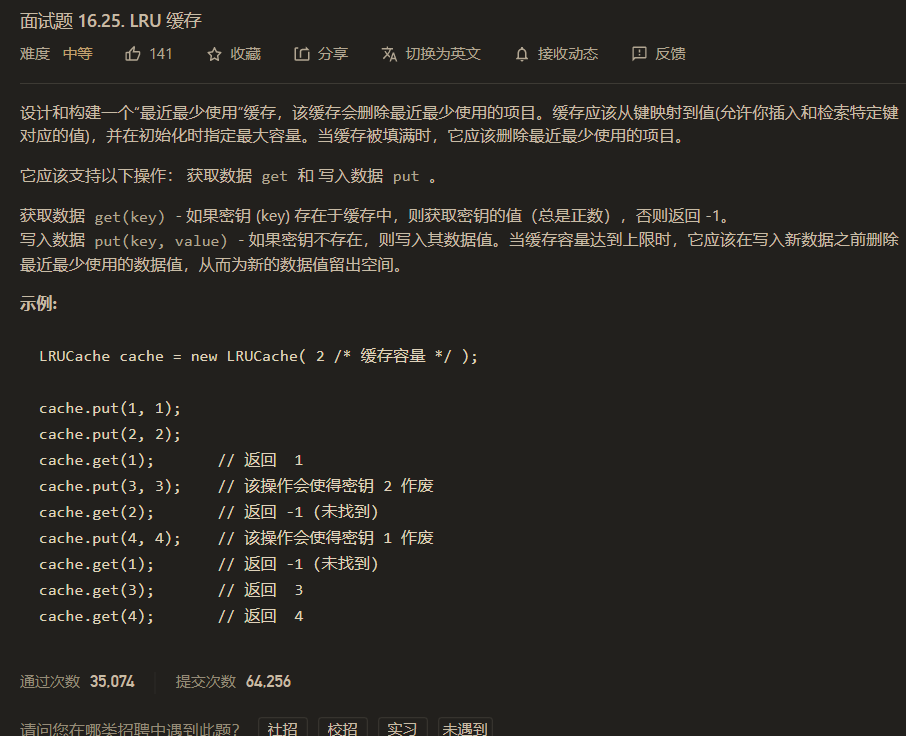 面试题 16.25. LRU 缓存
难度 中等 141 收藏 分享 切换为英文 接收动态 反馈
设计和构建一个“最近最少使用”缓存，该缓存会删除最近最少使用的项目。缓存应该从键映射到值(允许你插入和检索特定键
对应的值)，并在初始化时指定最大容量。当缓存被填满时，它应该删除最近最少使用的项目。
它应该支持以下操作： 获取数据 get 和 写入数据 put 。
获取数据 get(key) - 如果密钥 (key) 存在于缓存中，则获取密钥的值（总是正数），否则返回 -1。
写入数据 put(key, value) - 如果密钥不存在，则写入其数据值。当缓存容量达到上限时，它应该在写入新数据之前删除
最近最少使用的数据值，从而为新的数据值留出空间。
示例:
LRUCache cache = new LRUCache( 2 /* 缓存容量 */ );
cache.put(1, 1);
cache.put(2, 2);
cache.get(1);       // 返回  1
cache.put(3, 3);    // 该操作会使得密钥 2 作废
cache.get(2);       // 返回 -1 (未找到)
cache.put(4, 4);    // 该操作会使得密钥 1 作废
cache.get(1);       // 返回 -1 (未找到)
cache.get(3);       // 返回  3
cache.get(4);       // 返回  4
通过次数 35,074 提交次数 64,256
请问您在哪类招聘中遇到此题？ 社招 校招 实习 未遇到